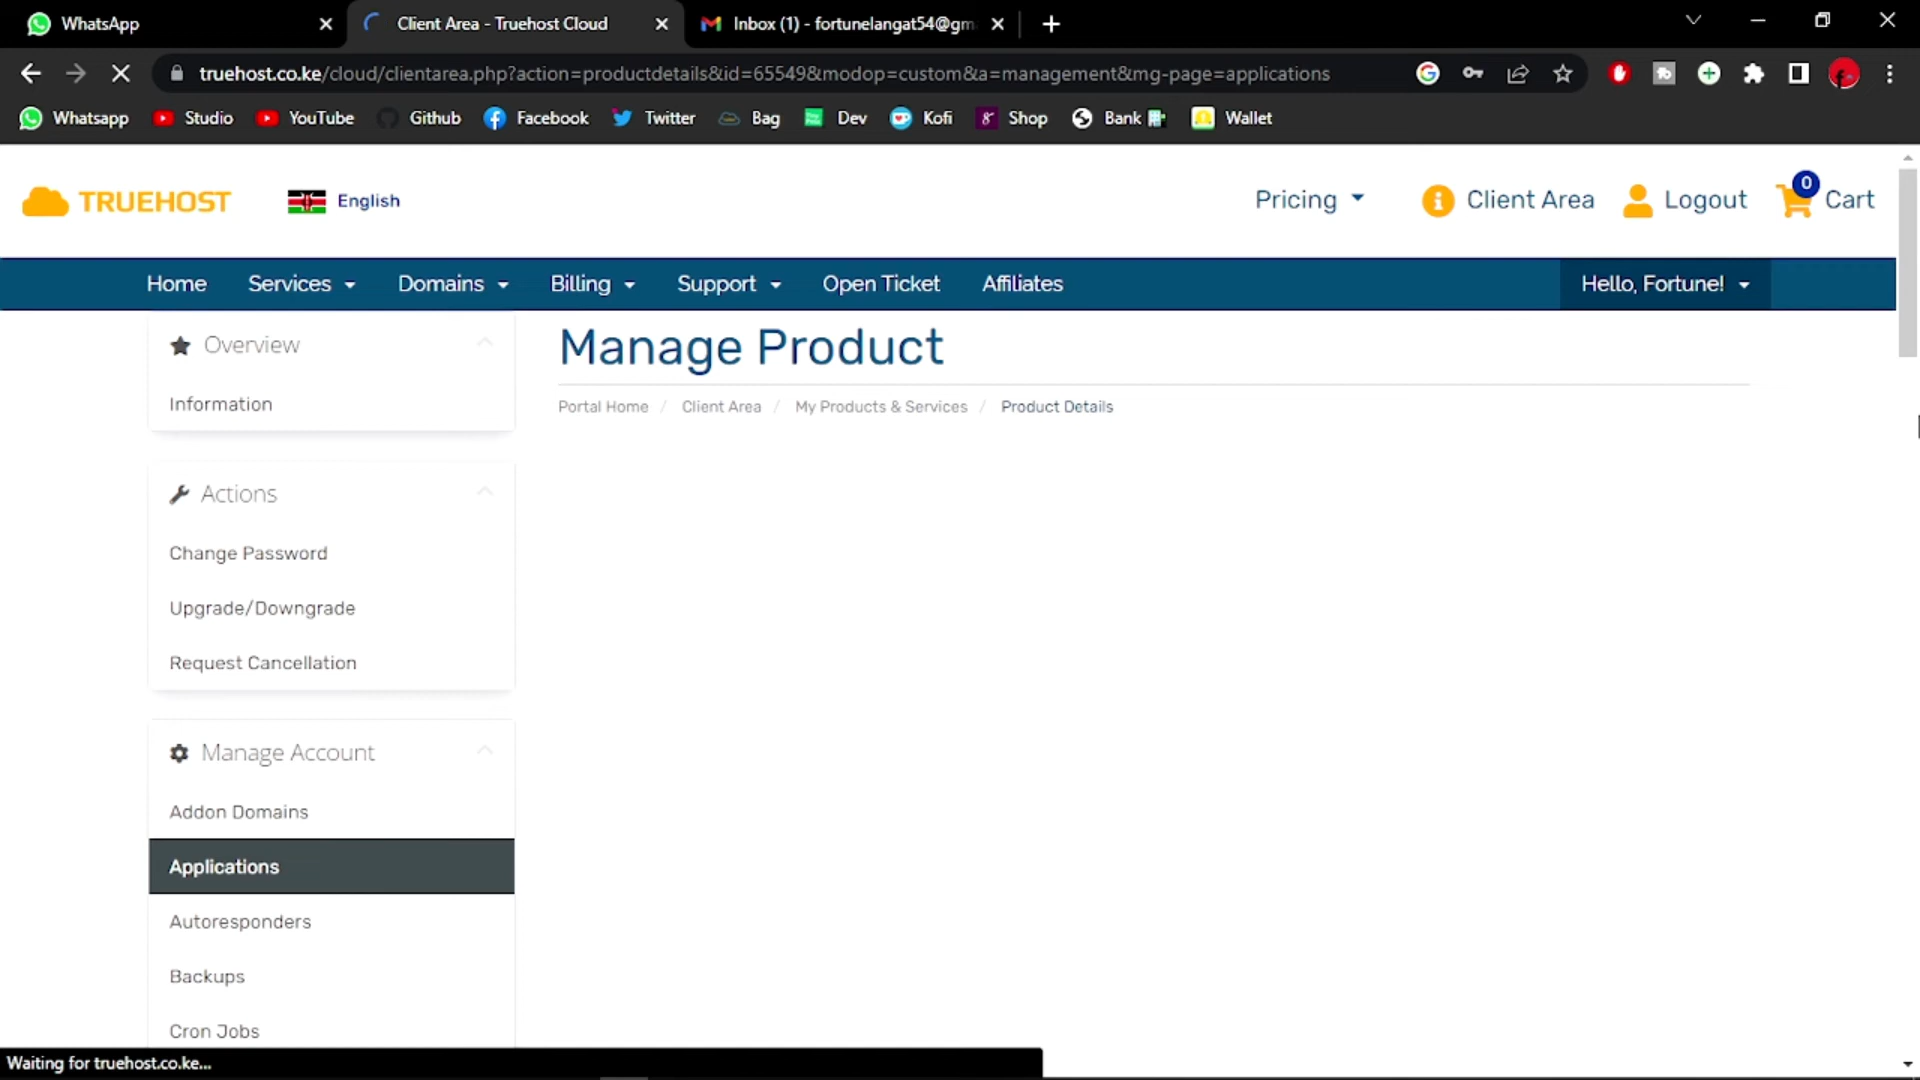 WhatsApp
Client Area - Truehost Cloud
Inbox (1) - fortunelangat54@gm
truehost.co.ke/cloud/clientarea.php?action=productdetails&id=65549&modop=custom&a=management&mg-page=applications
Whatsapp Studio YouTube Github Facebook Twitter Bag Dev Kofi Shop Bank Wallet
TRUEHOST English Pricing Client Area Logout 0 Cart
Home Services Domains Billing Support Open Ticket Affiliates Hello, Fortune!
Overview
Information
Actions
Change Password
Upgrade/Downgrade
Request Cancellation
Manage Account
Addon Domains
Applications
Autoresponders
Backups
Cron Jobs
Manage Product
Portal Home / Client Area / My Products & Services / Product Details
Waiting for truehost.co.ke...